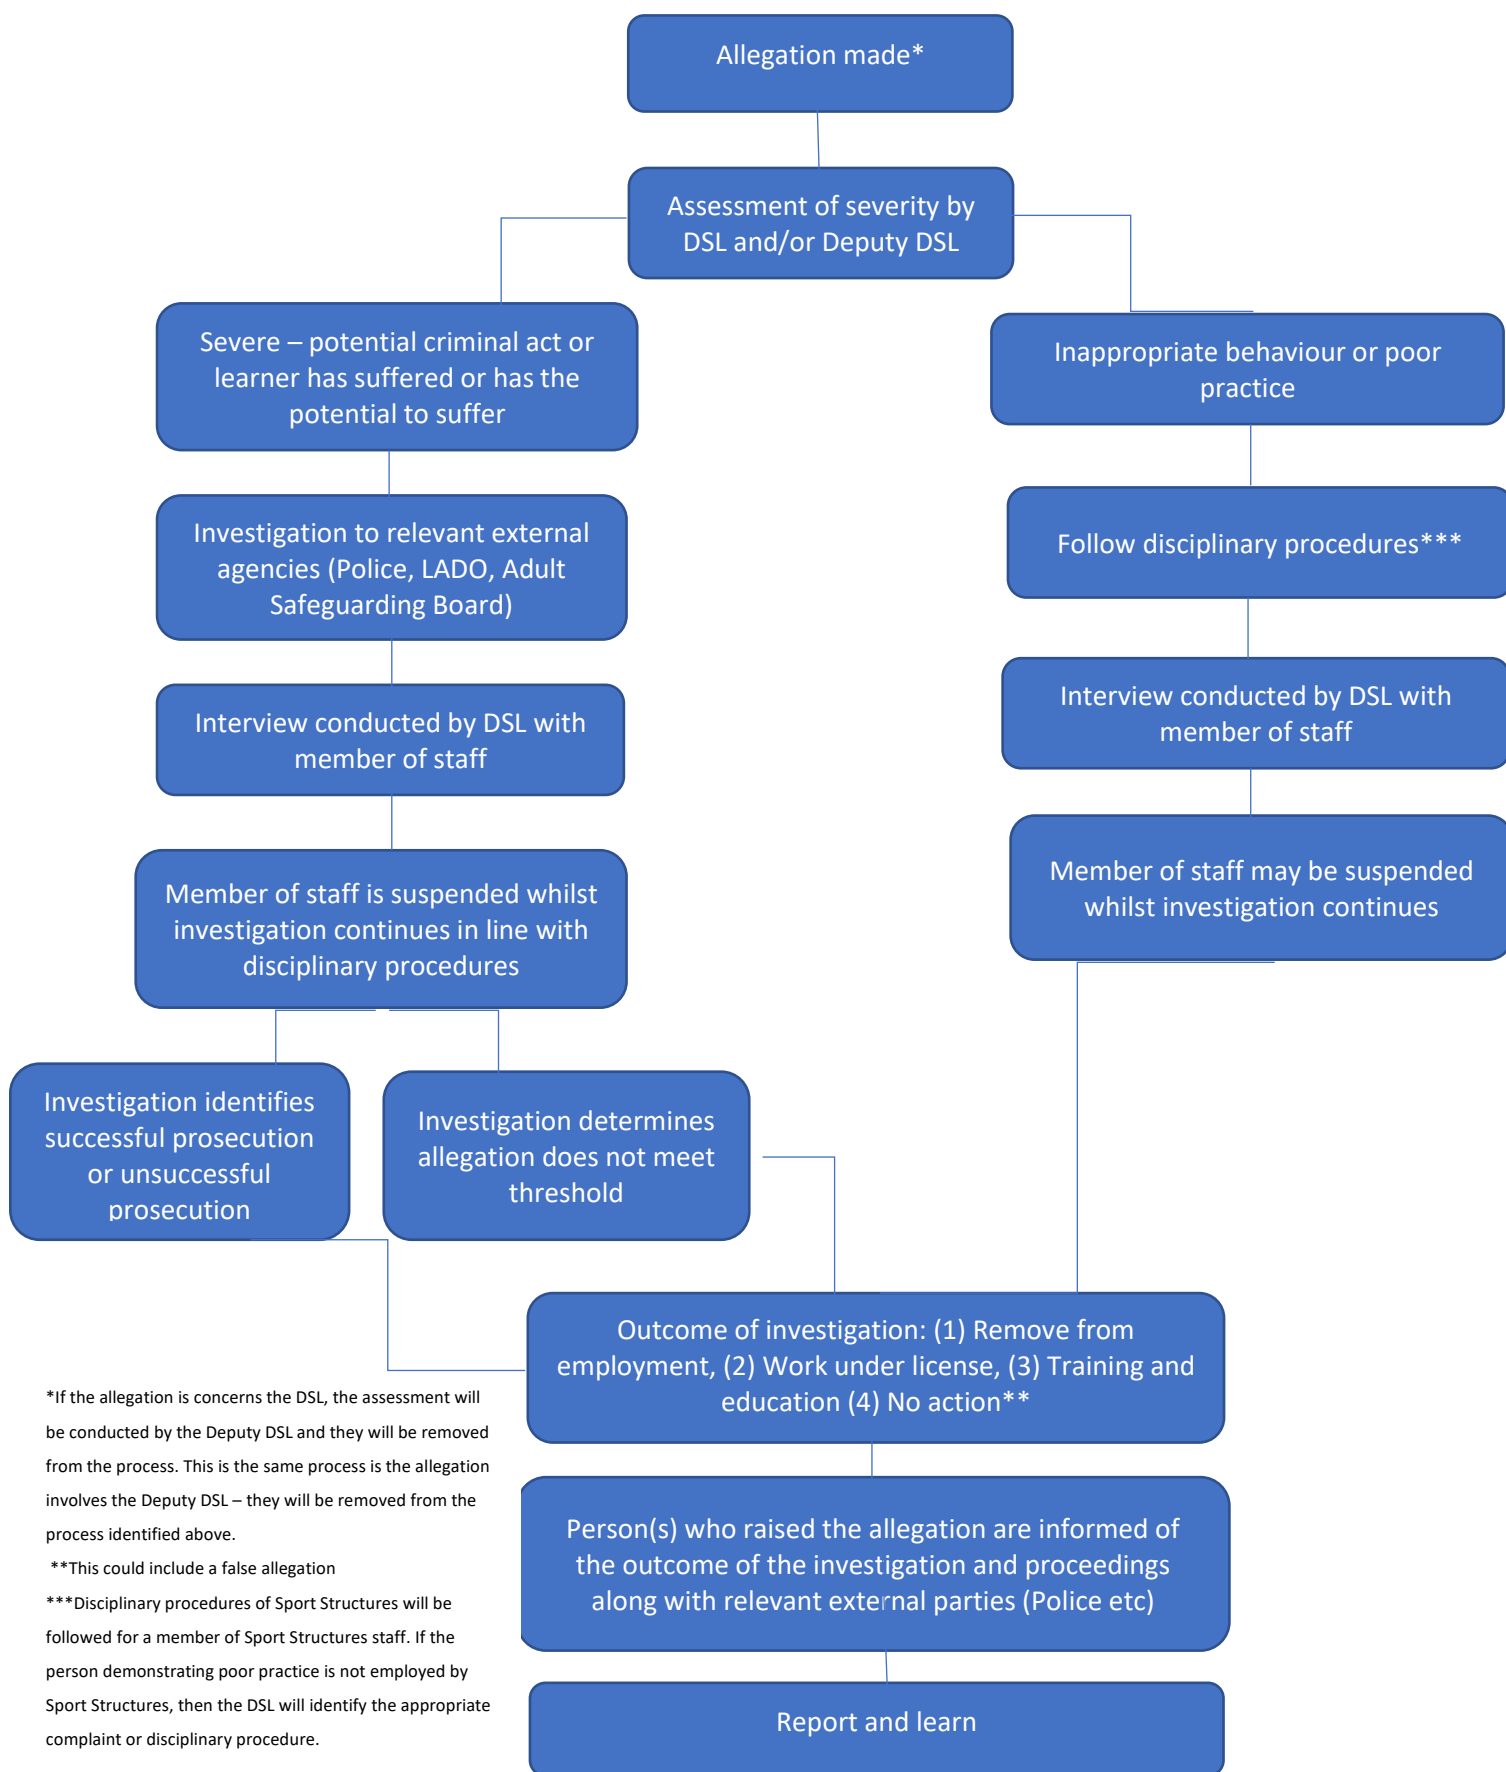 Allegation made*
Assessment of severity by
DSL and/or Deputy DSL
Severe – potential criminal act or
learner has suffered or has the
potential to suffer
Inappropriate behaviour or poor
practice
Investigation to relevant external
agencies (Police, LADO, Adult
Safeguarding Board)
Follow disciplinary procedures***
Interview conducted by DSL with
member of staff
Interview conducted by DSL with
member of staff
Member of staff is suspended whilst
investigation continues in line with
disciplinary procedures
Member of staff may be suspended
whilst investigation continues
Investigation identifies
successful prosecution
or unsuccessful
prosecution
Investigation determines
allegation does not meet
threshold
Outcome of investigation: (1) Remove from
employment, (2) Work under license, (3) Training and
education (4) No action**
Person(s) who raised the allegation are informed of
the outcome of the investigation and proceedings
along with relevant external parties (Police etc)
Report and learn
*If the allegation is concerns the DSL, the assessment will
be conducted by the Deputy DSL and they will be removed
from the process. This is the same process is the allegation
involves the Deputy DSL – they will be removed from the
process identified above.
**This could include a false allegation
***Disciplinary procedures of Sport Structures will be
followed for a member of Sport Structures staff. If the
person demonstrating poor practice is not employed by
Sport Structures, then the DSL will identify the appropriate
complaint or disciplinary procedure.